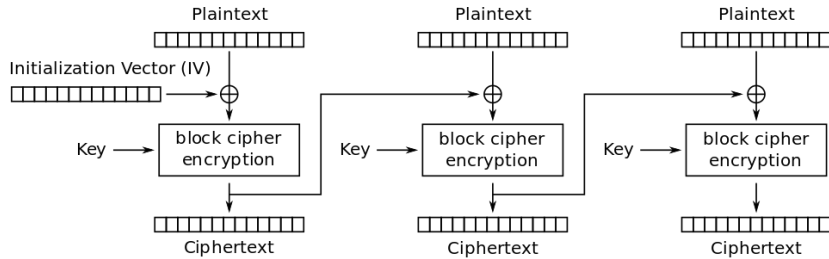 Plaintext
Plaintext
Plaintext
Initialization Vector (IV)
Key
block cipher
encryption
Key
block cipher
encryption
Key
block cipher
encryption
Ciphertext
Ciphertext
Ciphertext